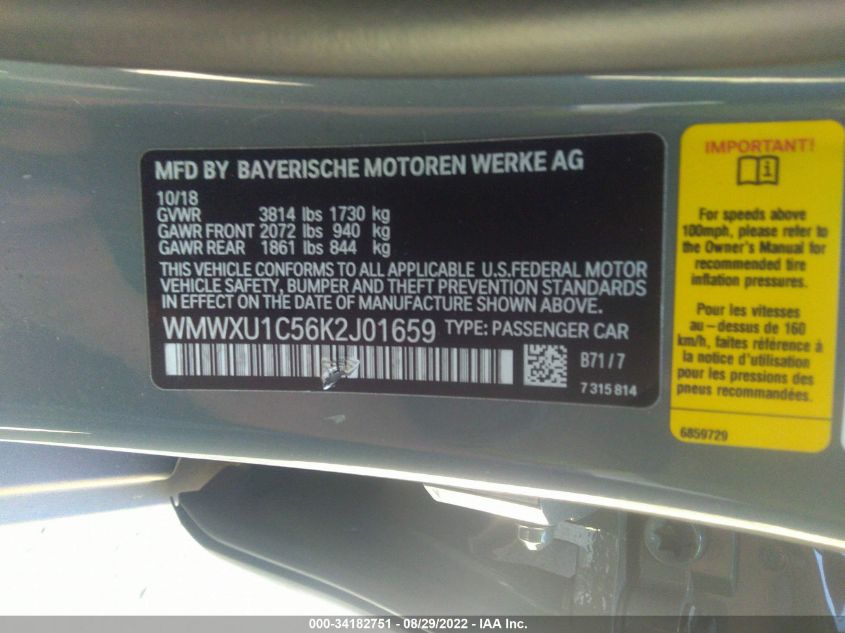 MFD BY BAYERISCHE MOTOREN WERKE AG
10/18
GVWR 3814 lbs 1730 kg
GAWR FRONT 2072 lbs 940 kg
GAWR REAR 1861 lbs 844 kg
THIS VEHICLE CONFORMS TO ALL APPLICABLE U.S.FEDERAL MOTOR
VEHICLE SAFETY, BUMPER AND THEFT PREVENTION STANDARDS
IN EFFECT ON THE DATE OF MANUFACTURE SHOWN ABOVE.
WMWXU1C56K2J01659 TYPE: PASSENGER CAR
B71/7
7 315 814
IMPORTANT!
For speeds above
100mph, please refer to
the Owner's Manual for
recommended tire
inflation pressures.
Pour les vitesses
au-dessus de 160
km/h, faites référence à
la notice d'utilisation
pour les pressions des
pneus recommandées.
6859729
000-34182751 - 08/29/2022 - IAA Inc.